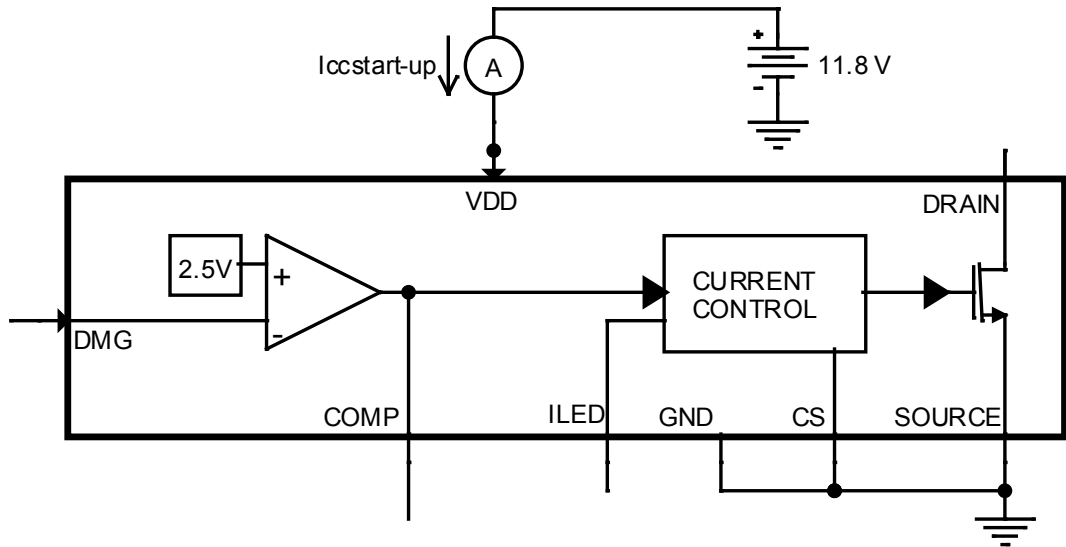 +
Iccstart-up
A
11.8 V
-
VDD
DRAIN
2.5V
+
CURRENT
CONTROL
-
DMG
COMP
ILED
GND
CS
SOURCE